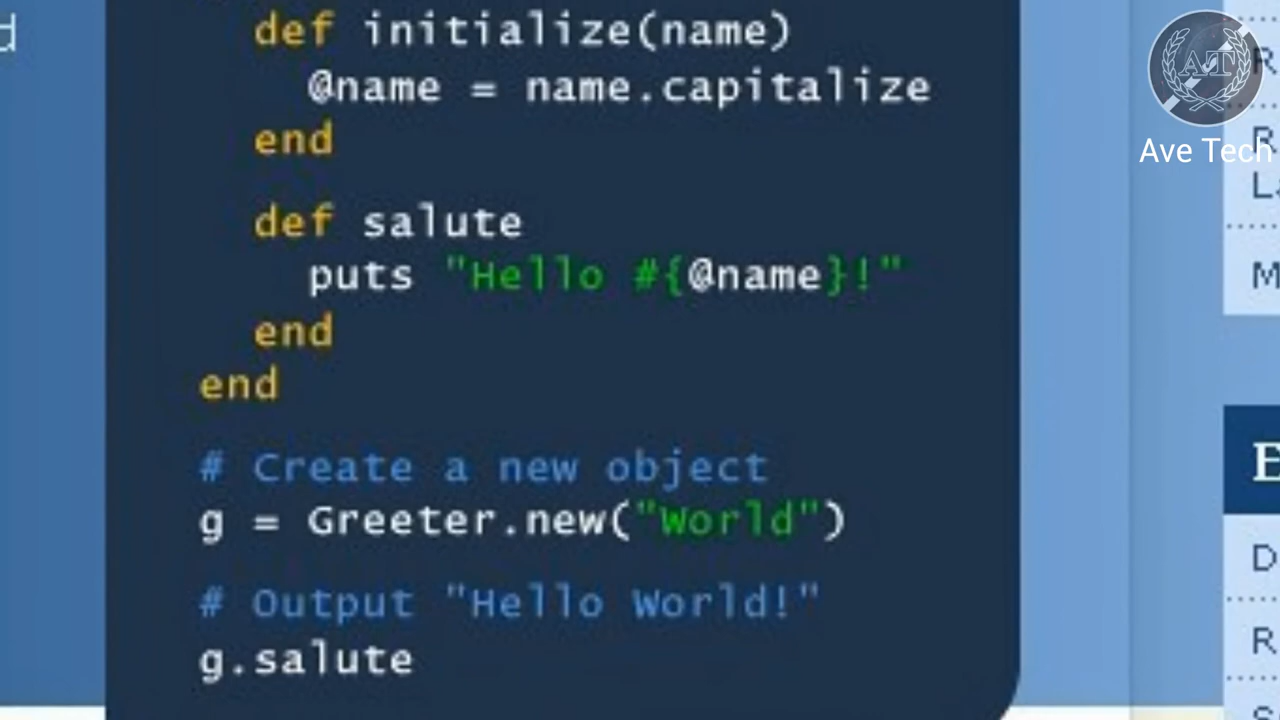 def initialize(name)
@name = name.capitalize
end
def salute
puts "Hello #{@name}!"
end
end
# Create a new object
g = Greeter.new("World")
# Output "Hello World!"
g.salute
AT
Ave Tech